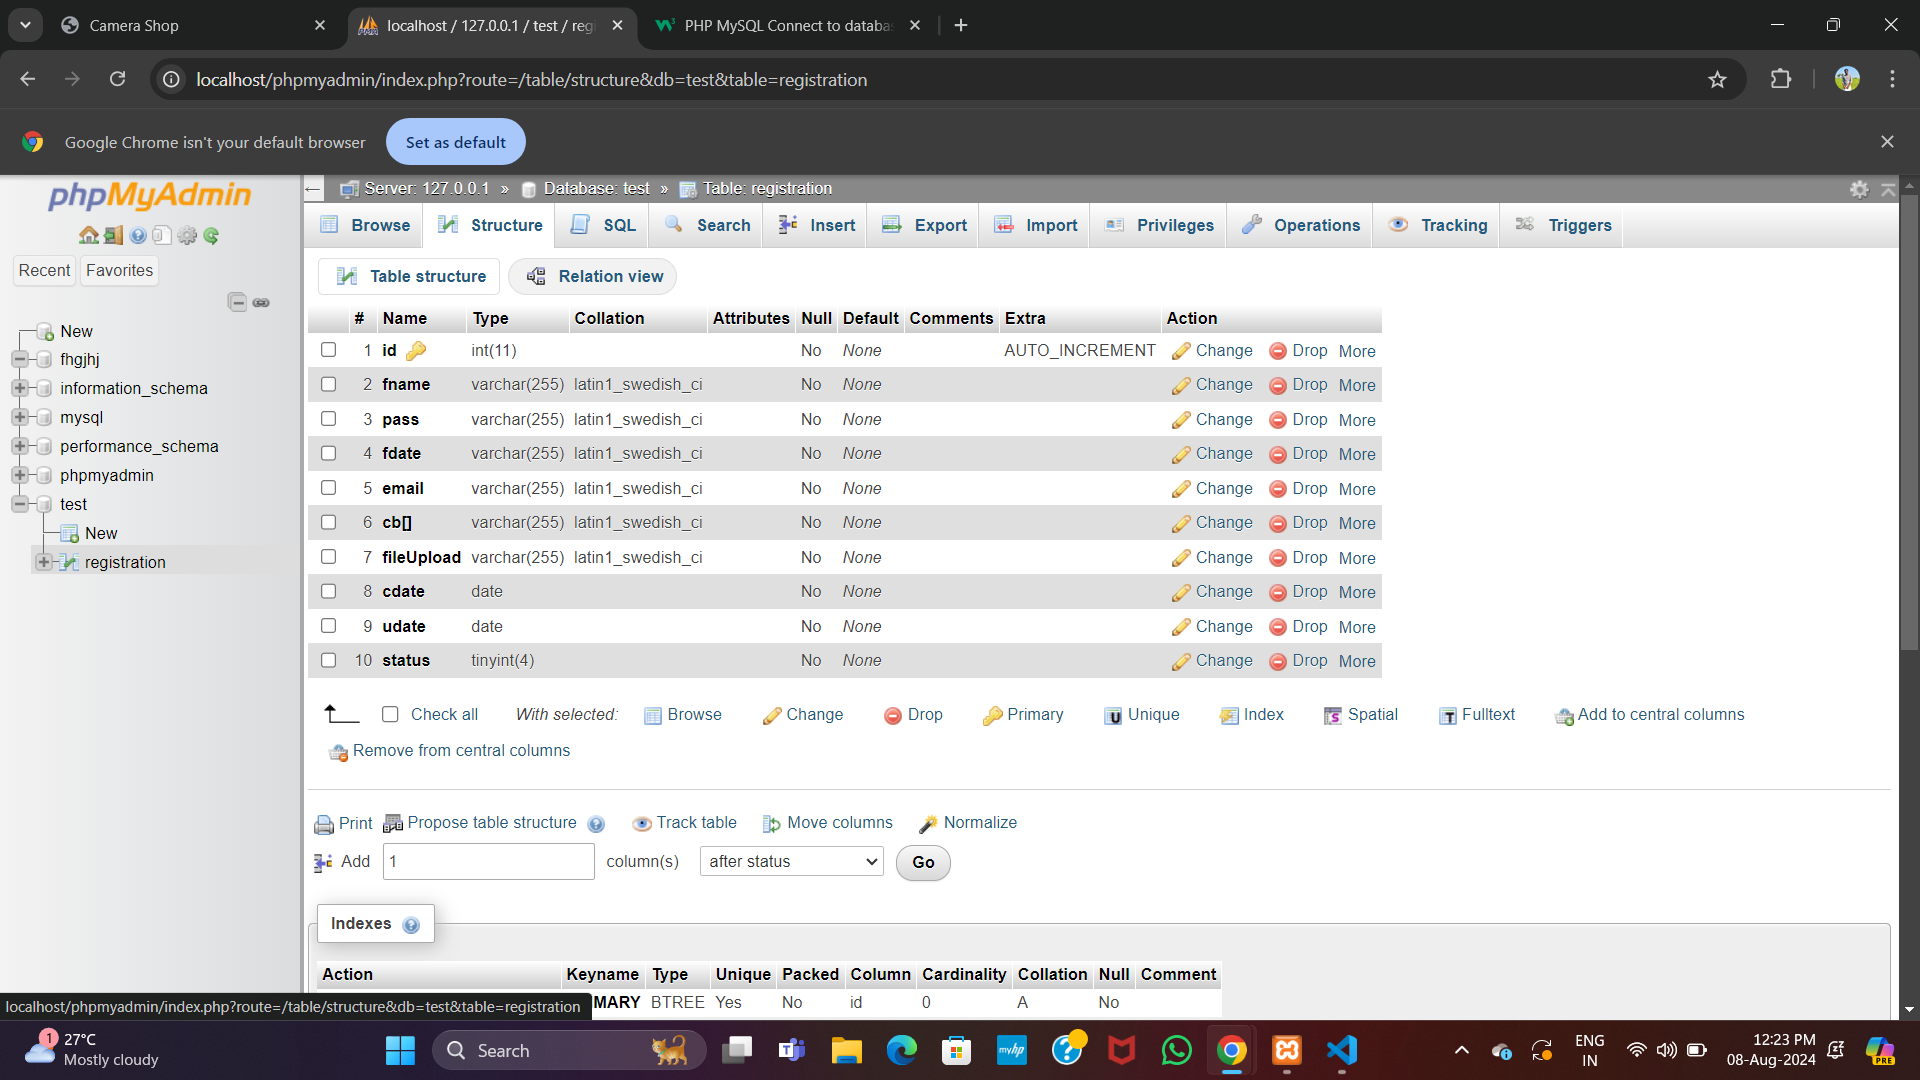 Camera Shop
localhost / 127.0.0.1 / test / reg
PHP MySQL Connect to databa
localhost/phpmyadmin/index.php?route=/table/structure&db=test&table=registration
Google Chrome isn't your default browser Set as default
phpMyAdmin
Server: 127.0.0.1 » Database: test » Table: registration
Browse Structure SQL Search Insert Export Import Privileges Operations Tracking Triggers
Recent Favorites
Table structure Relation view
New
fhgjhj
information_schema
mysql
performance_schema
phpmyadmin
test
New
registration
# Name Type Collation Attributes Null Default Comments Extra Action
1 id int(11) No None AUTO_INCREMENT Change Drop More
2 fname varchar(255) latin1_swedish_ci No None Change Drop More
3 pass varchar(255) latin1_swedish_ci No None Change Drop More
4 fdate varchar(255) latin1_swedish_ci No None Change Drop More
5 email varchar(255) latin1_swedish_ci No None Change Drop More
6 cb[] varchar(255) latin1_swedish_ci No None Change Drop More
7 fileUpload varchar(255) latin1_swedish_ci No None Change Drop More
8 cdate date No None Change Drop More
9 udate date No None Change Drop More
10 status tinyint(4) No None Change Drop More
Check all With selected: Browse Change Drop Primary Unique Index Spatial Fulltext Add to central columns
Remove from central columns
Print Propose table structure Track table Move columns Normalize
Add 1 column(s) after status Go
Indexes
Action Keyname Type Unique Packed Column Cardinality Collation Null Comment
MARY BTREE Yes No id 0 A No
localhost/phpmyadmin/index.php?route=/table/structure&db=test&table=registration
1
27°C
Mostly cloudy
Search
myhp
ENG
IN
12:23 PM
08-Aug-2024
PRE